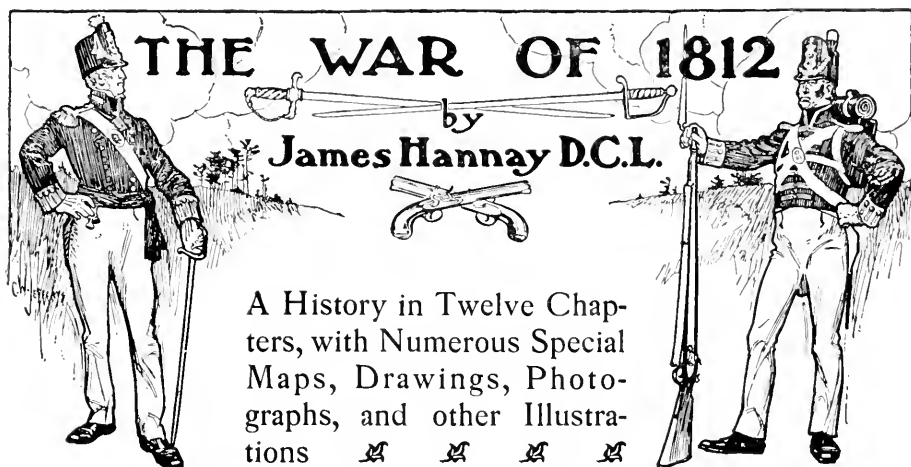 THE WAR OF 1812
by
James Hannay D.C.L.
C.W. Jefferys
A History in Twelve Chap-
ters, with Numerous Special
Maps, Drawings, Photo-
graphs, and other Illustra-
tions